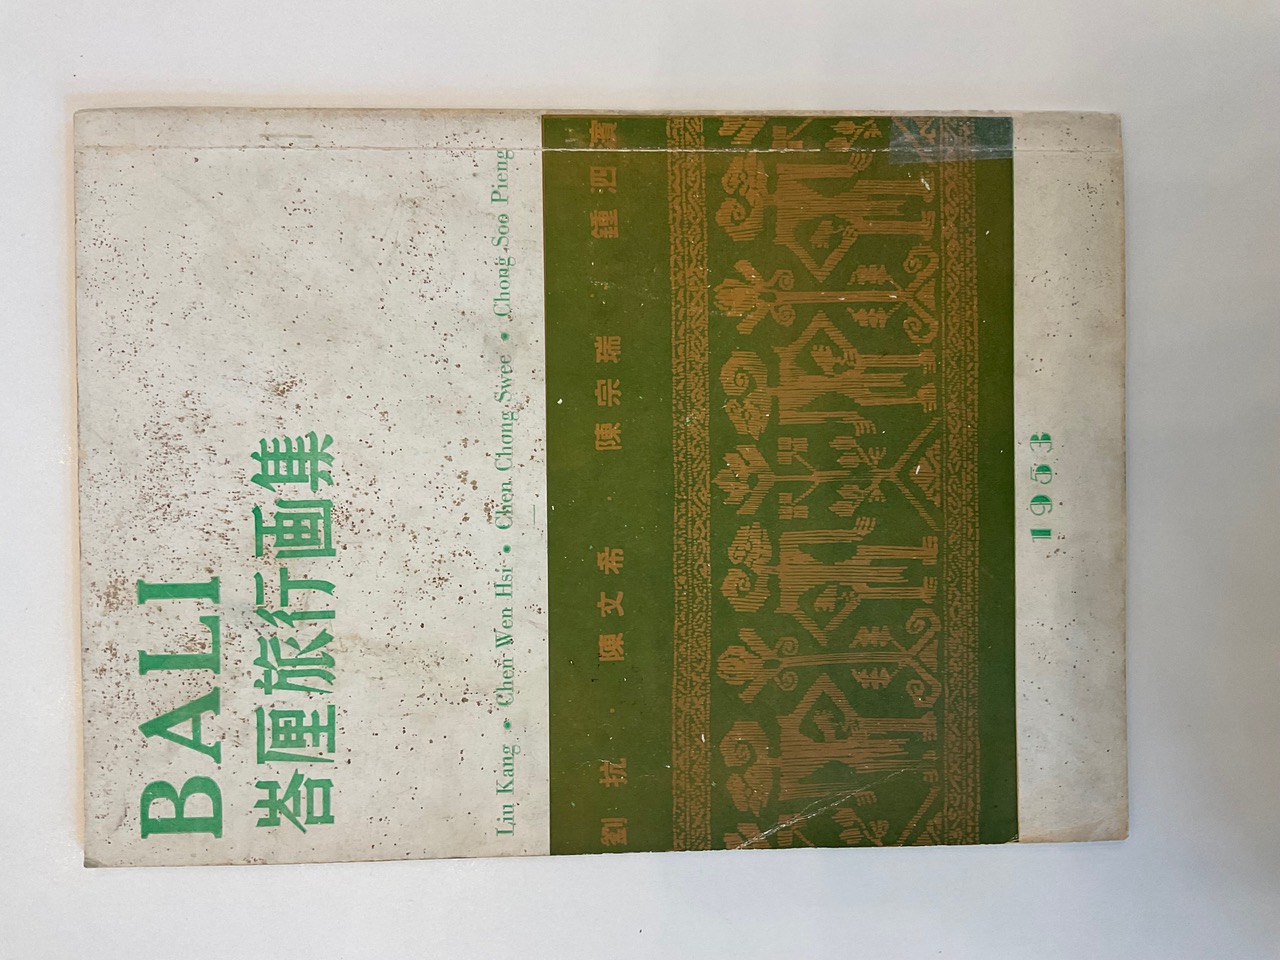 BALI
峇厘旅行画集
Liu Kang • Chen Wen Hsi • Chen Chong Swee • Chong Soo Pieng
劉抗 · 陳文希 · 陳宗瑞 鍾泗濱
1953